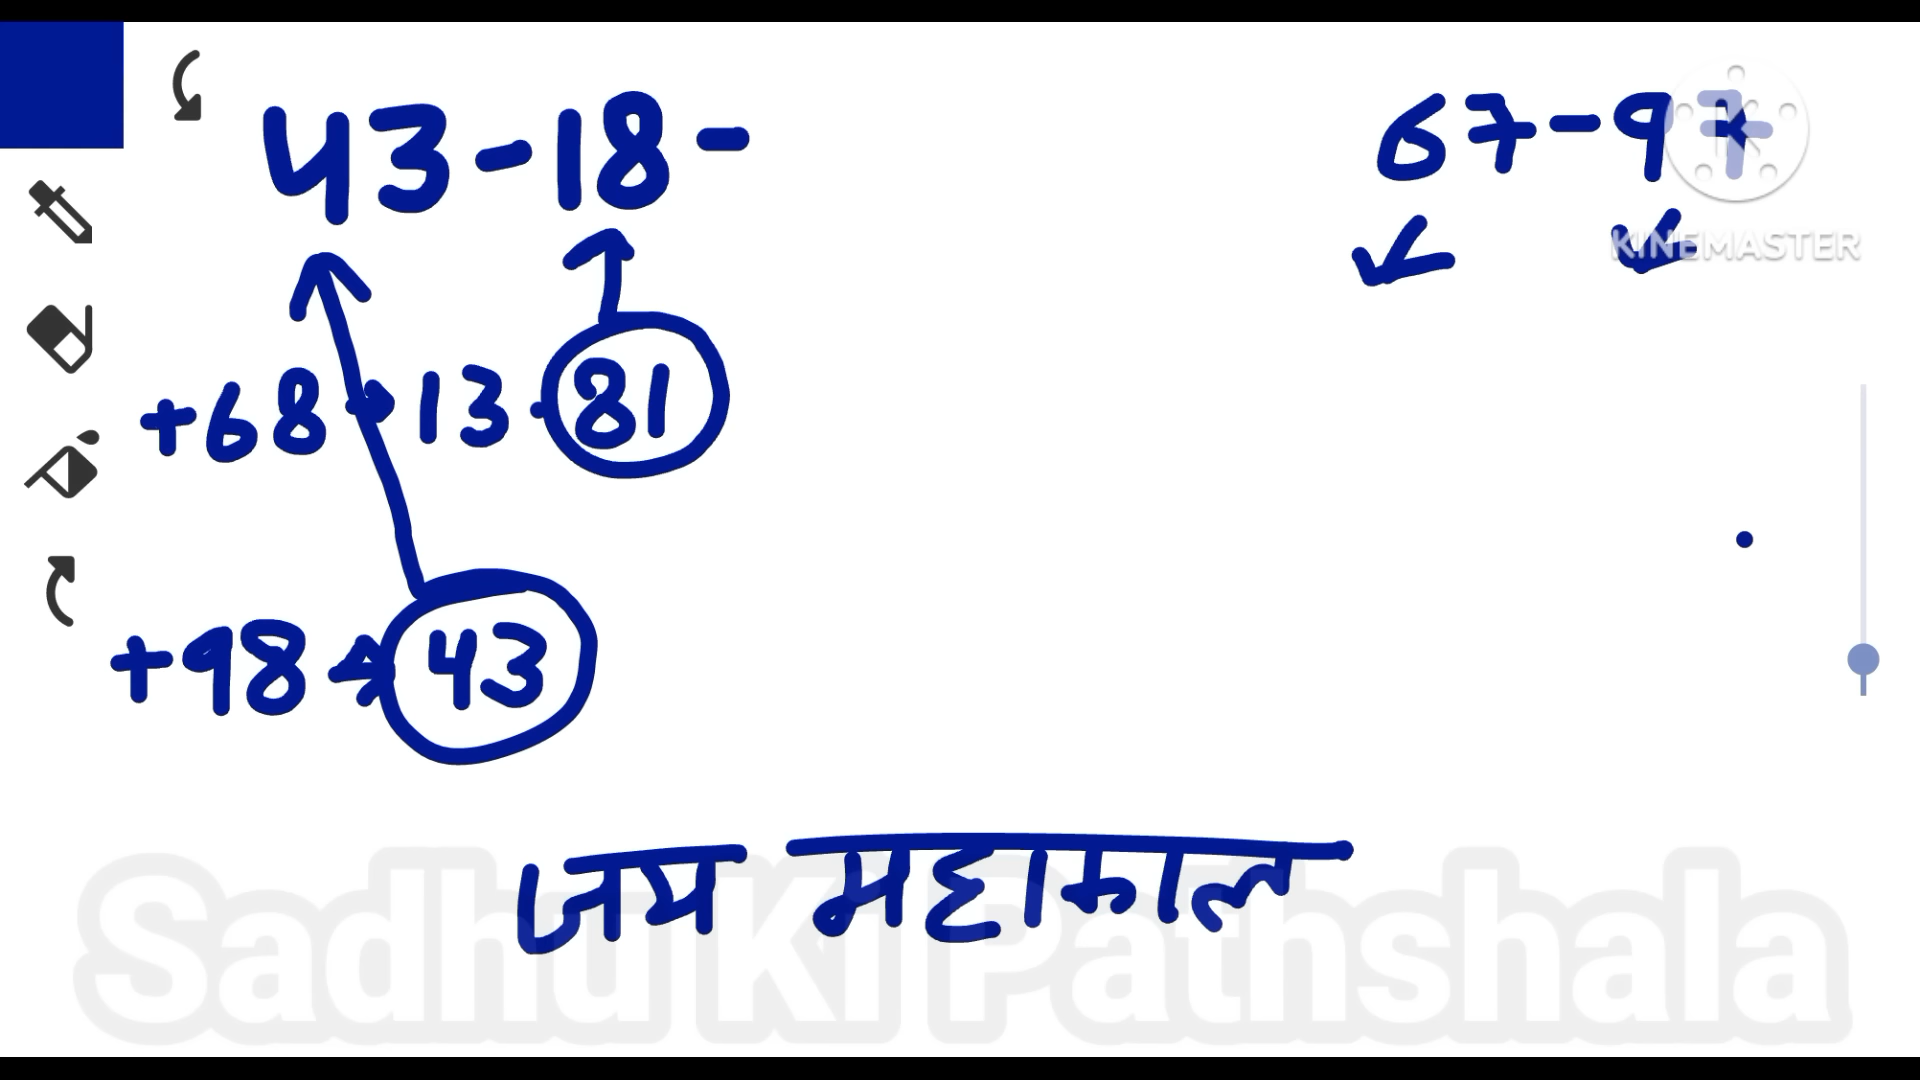 43-18-
67-97
KINEMASTER
+68→13-81
+98→43
जय महाकाल
Sadhu Ki Pathshala